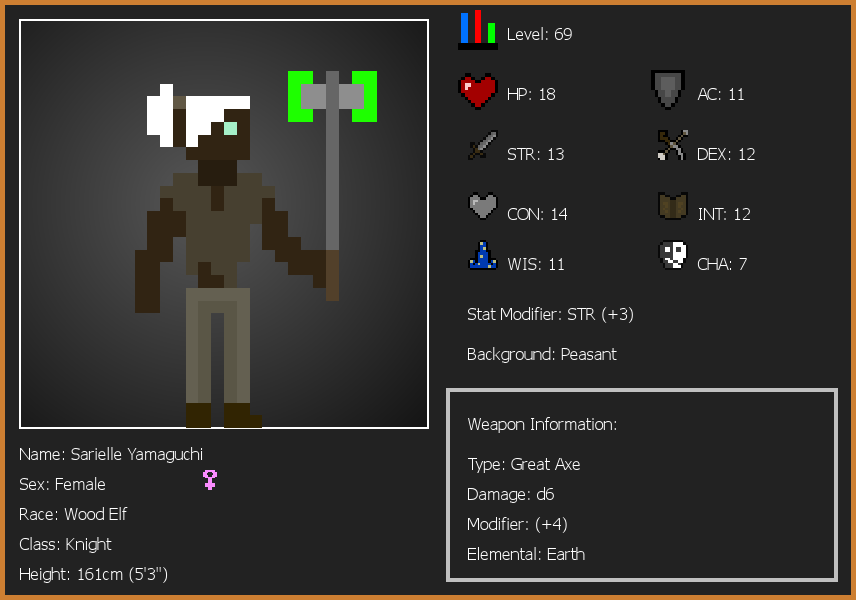 Level: 69
HP: 18
AC: 11
STR: 13
DEX: 12
CON: 14
INT: 12
WIS: 11
CHA: 7
Stat Modifier: STR (+3)
Background: Peasant
Weapon Information:
Type: Great Axe
Damage: d6
Modifier: (+4)
Elemental: Earth
Name: Sarielle Yamaguchi
Sex: Female
Race: Wood Elf
Class: Knight
Height: 161cm (5'3")